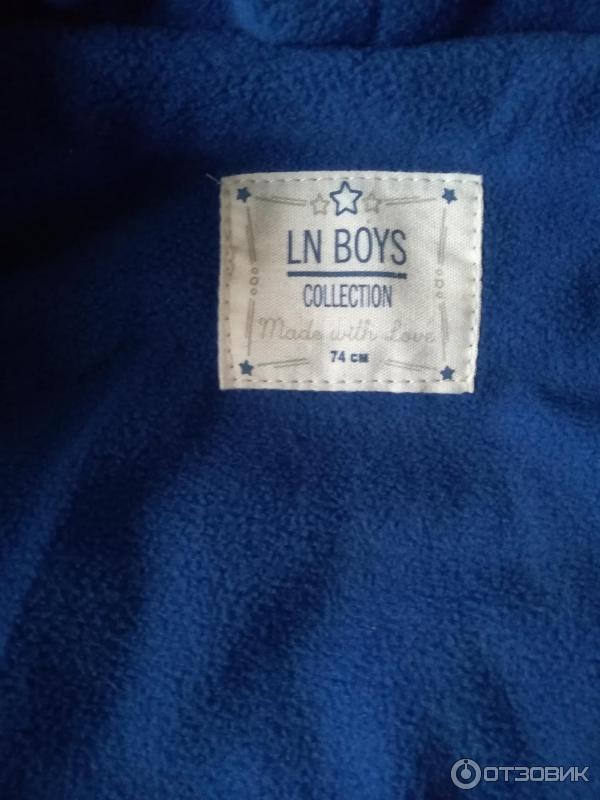 LN BOYS
COLLECTION
Made with Love
74 см
ОТЗОВИК